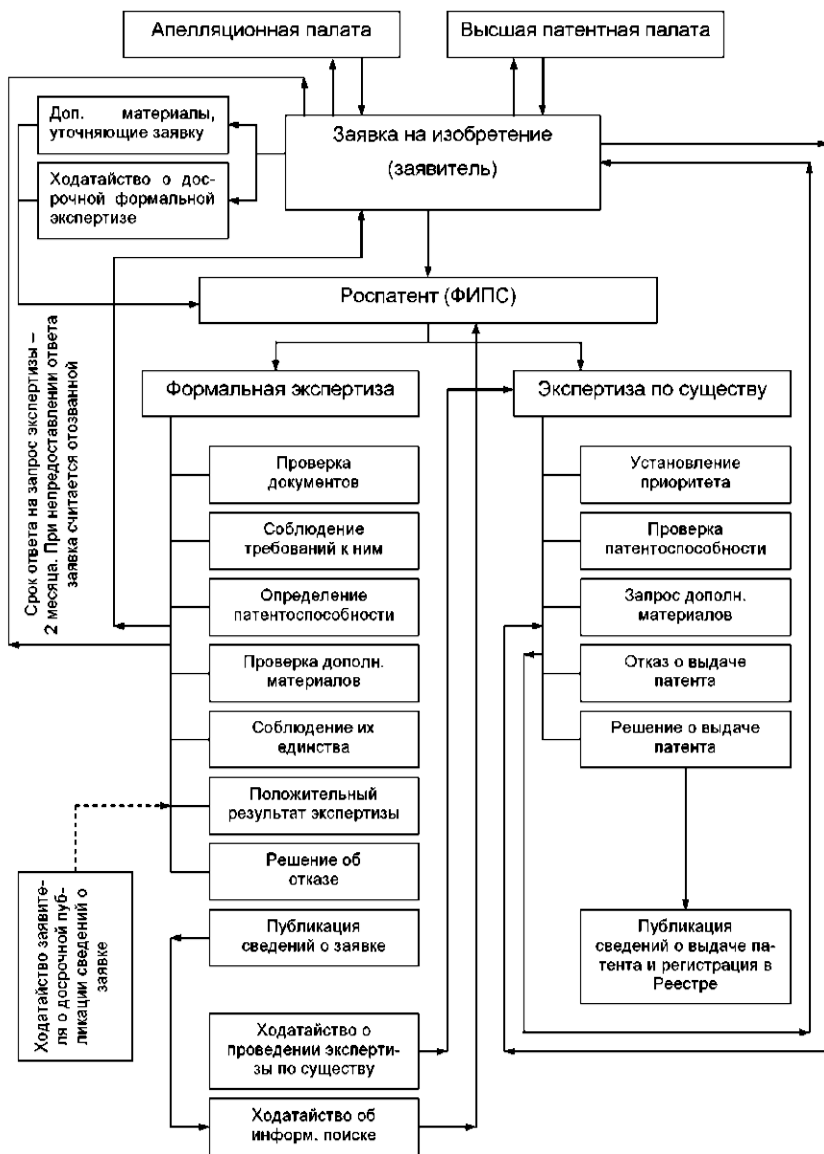 Апелляционная палата
Высшая патентная палата
Доп. материалы,
уточняющие заявку
Заявка на изобретение
(заявитель)
Ходатайство о дос-
рочной формальной
экспертизе
Роспатент (ФИПС)
Срок ответа на запрос экспертизы –
2 месяца. При непредоставлении ответа
заявка считается отозванной
Формальная экспертиза
Экспертиза по существу
Проверка
документов
Соблюдение
требований к ним
Определение
патентоспособности
Проверка дополн.
материалов
Соблюдение их
единства
Положительный
результат экспертизы
Решение об
отказе
Публикация
сведений о заявке
Ходатайство о
проведении эксперти-
зы по существу
Ходатайство об
информ. поиске
Установление
приоритета
Проверка
патентоспособности
Запрос дополн.
материалов
Отказ о выдаче
патента
Решение о выдаче
патента
Публикация
сведений о выдаче па-
тента и регистрация в
Реестре
Ходатайство заявите-
ля о досрочной пуб-
ликации сведений о
заявке